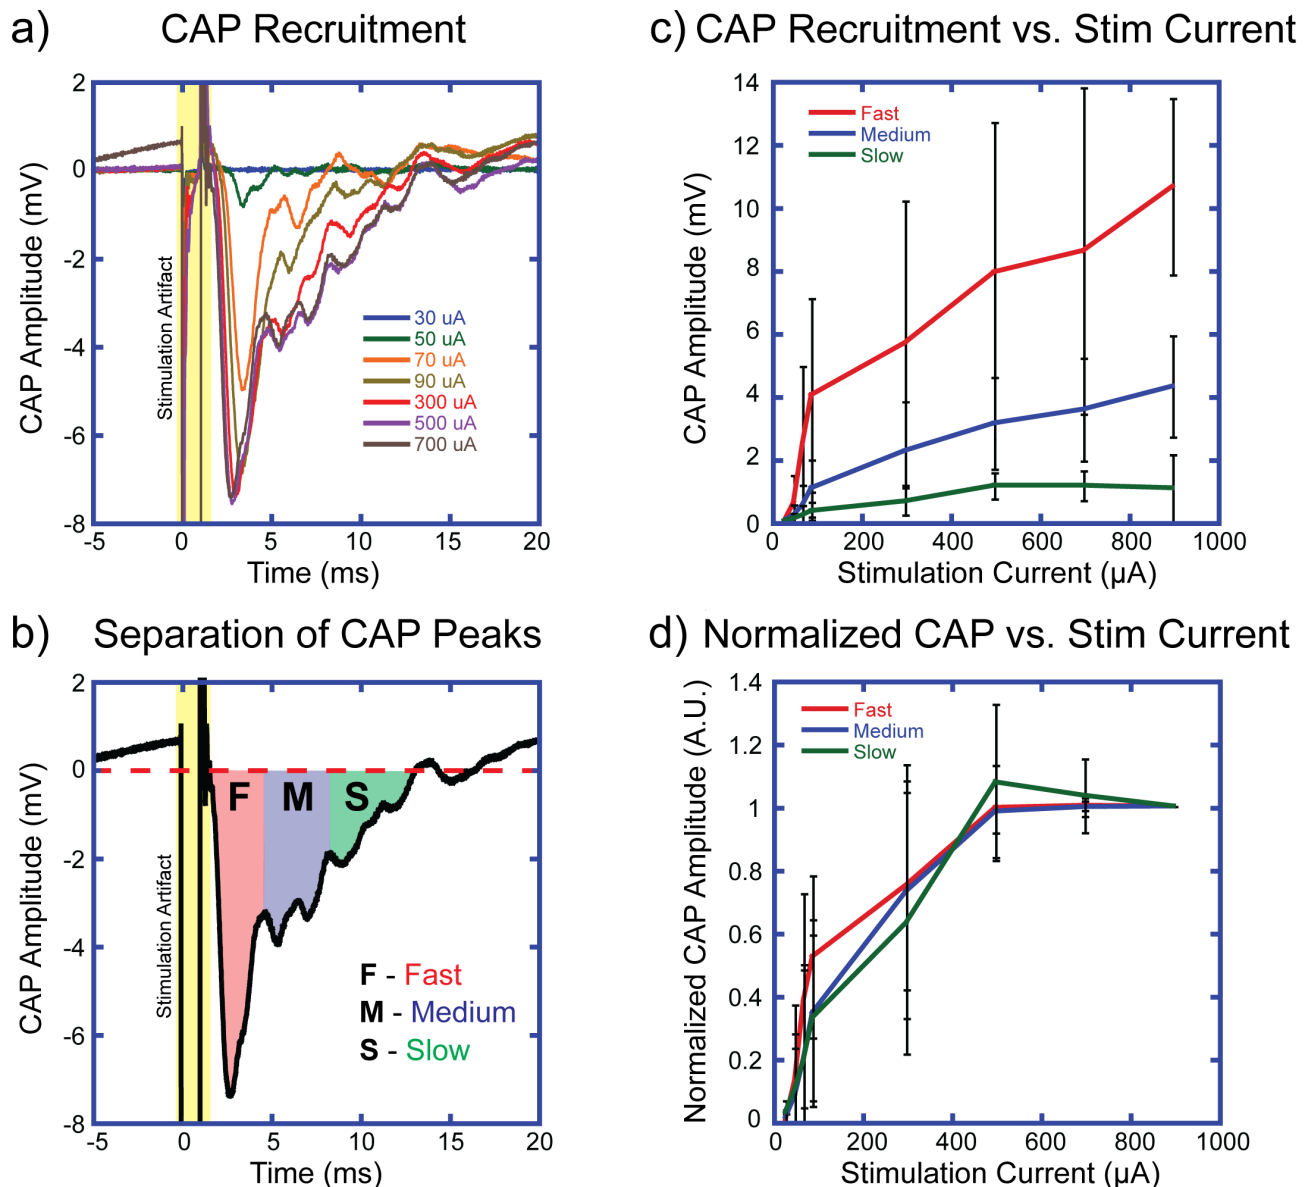 a) CAP Recruitment
2
0
-2
-4
-6
-8
CAP Amplitude (mV)
Stimulation Artifact
30 uA
50 uA
70 uA
90 uA
300 uA
500 uA
700 uA
-5 0 5 10 15 20
Time (ms)
c) CAP Recruitment vs. Stim Current
14
12
10
8
6
4
2
0
CAP Amplitude (mV)
Fast
Medium
Slow
0 200 400 600 800 1000
Stimulation Current (µA)
b) Separation of CAP Peaks
2
0
-2
-4
-6
-8
CAP Amplitude (mV)
Stimulation Artifact
F M S
F - Fast
M - Medium
S - Slow
-5 0 5 10 15 20
Time (ms)
d) Normalized CAP vs. Stim Current
1.4
1.2
1
0.8
0.6
0.4
0.2
0
Normalized CAP Amplitude (A.U.)
Fast
Medium
Slow
0 200 400 600 800 1000
Stimulation Current (µA)